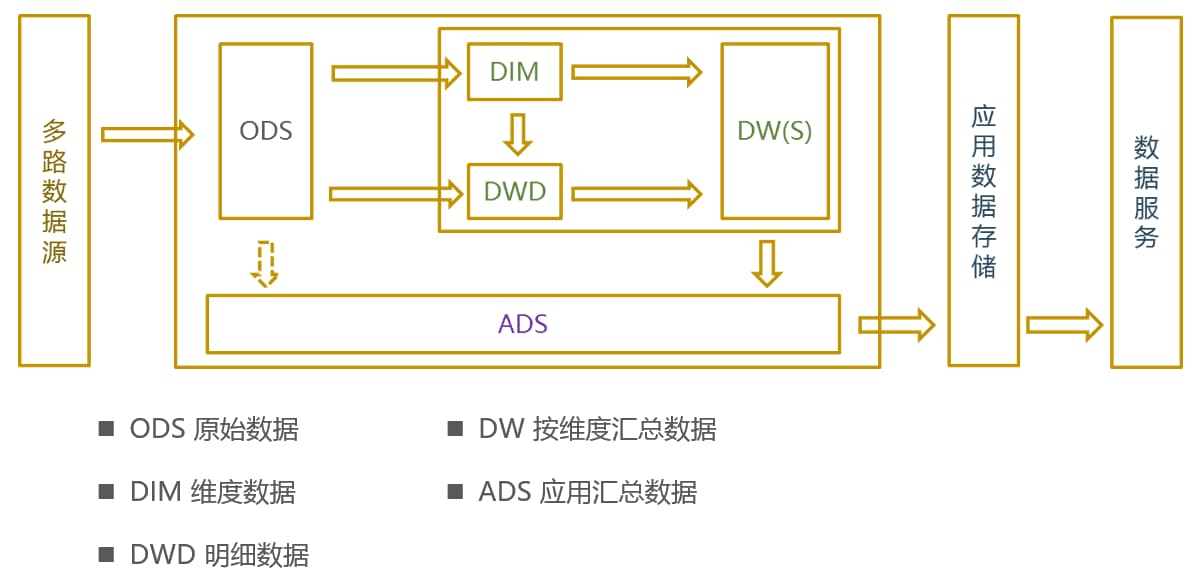 多路数据源
ODS
DIM
DWD
DW(S)
ADS
应用数据存储
数据服务
ODS 原始数据
DW 按维度汇总数据
DIM 维度数据
ADS 应用汇总数据
DWD 明细数据